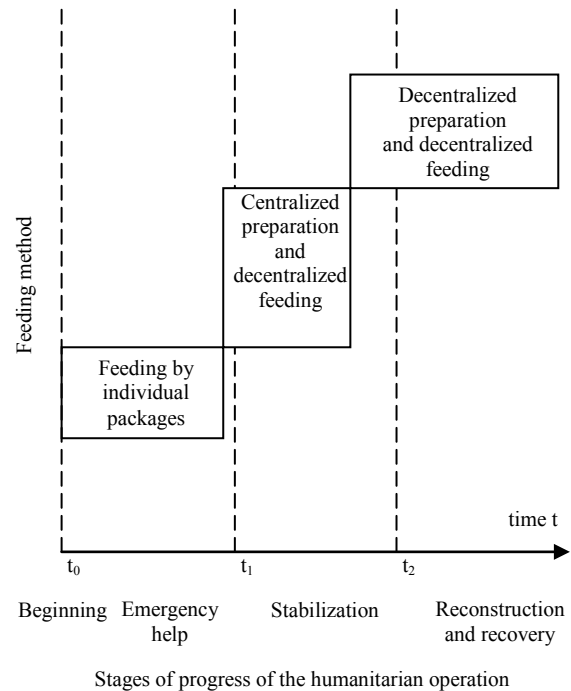 Decentralized
preparation
and decentralized
feeding
Centralized
preparation
and
decentralized
feeding
Feeding by
individual
packages
Feeding method
time t
t₀ t₁ t₂
Beginning Emergency help Stabilization Reconstruction and recovery
Stages of progress of the humanitarian operation